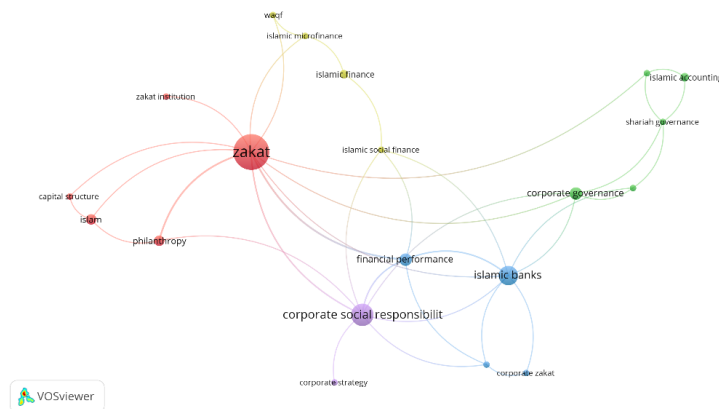 waqf
islamic microfinance
islamic finance
islamic accounting
zakat institution
shariah governance
zakat
islamic social finance
capital structure
corporate governance
islam
philanthropy
financial performance
islamic banks
corporate social responsibilit
corporate zakat
corporate strategy
VOSviewer